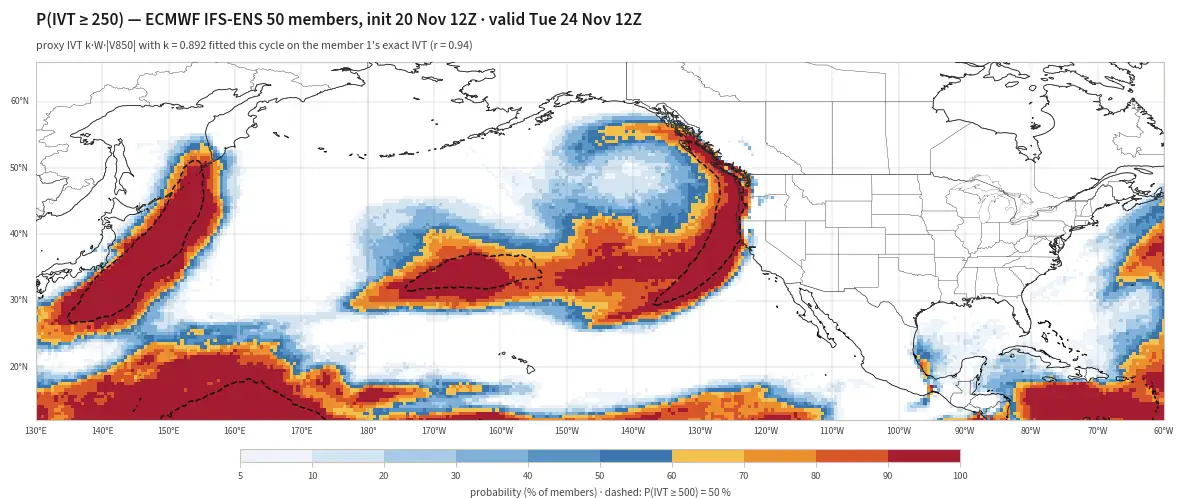 P(IVT ≥ 250) — ECMWF IFS-ENS 50 members, init 20 Nov 12Z · valid Tue 24 Nov 12Z
proxy IVT k·W·|V850| with k = 0.892 fitted this cycle on the member 1's exact IVT (r = 0.94)
60°N
50°N
40°N
30°N
20°N
130°E 140°E 150°E 160°E 170°E 180° 170°W 160°W 150°W 140°W 130°W 120°W 110°W 100°W 90°W 80°W 70°W 60°W
5 10 20 30 40 50 60 70 80 90 100
probability (% of members) · dashed: P(IVT ≥ 500) = 50 %